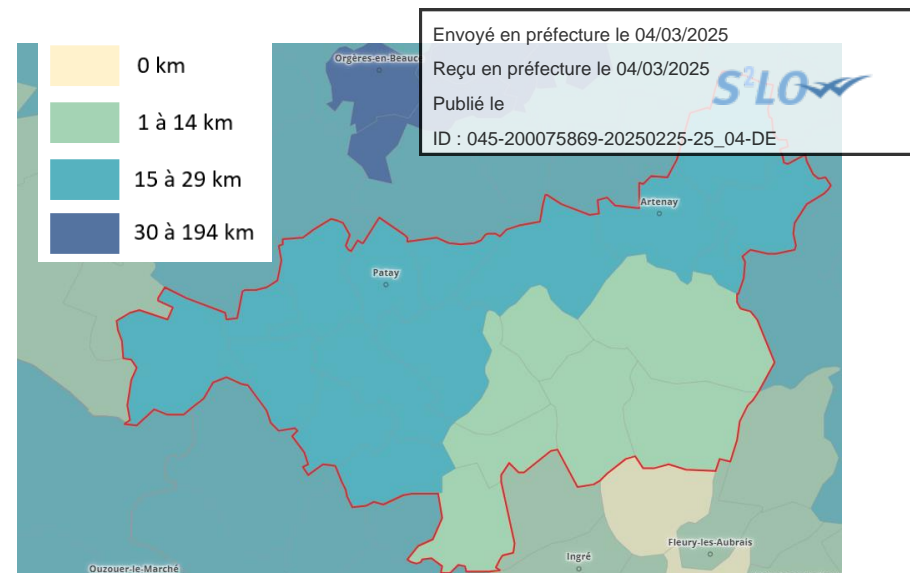 Envoyé en préfecture le 04/03/2025
Reçu en préfecture le 04/03/2025
Publié le
S²LO
ID : 045-200075869-20250225-25_04-DE
0 km
1 à 14 km
15 à 29 km
30 à 194 km
Orgères-en-Beauce
Artenay
Patay
Fleury-les-Aubrais
Ingré
Ouzouer-le-Marché